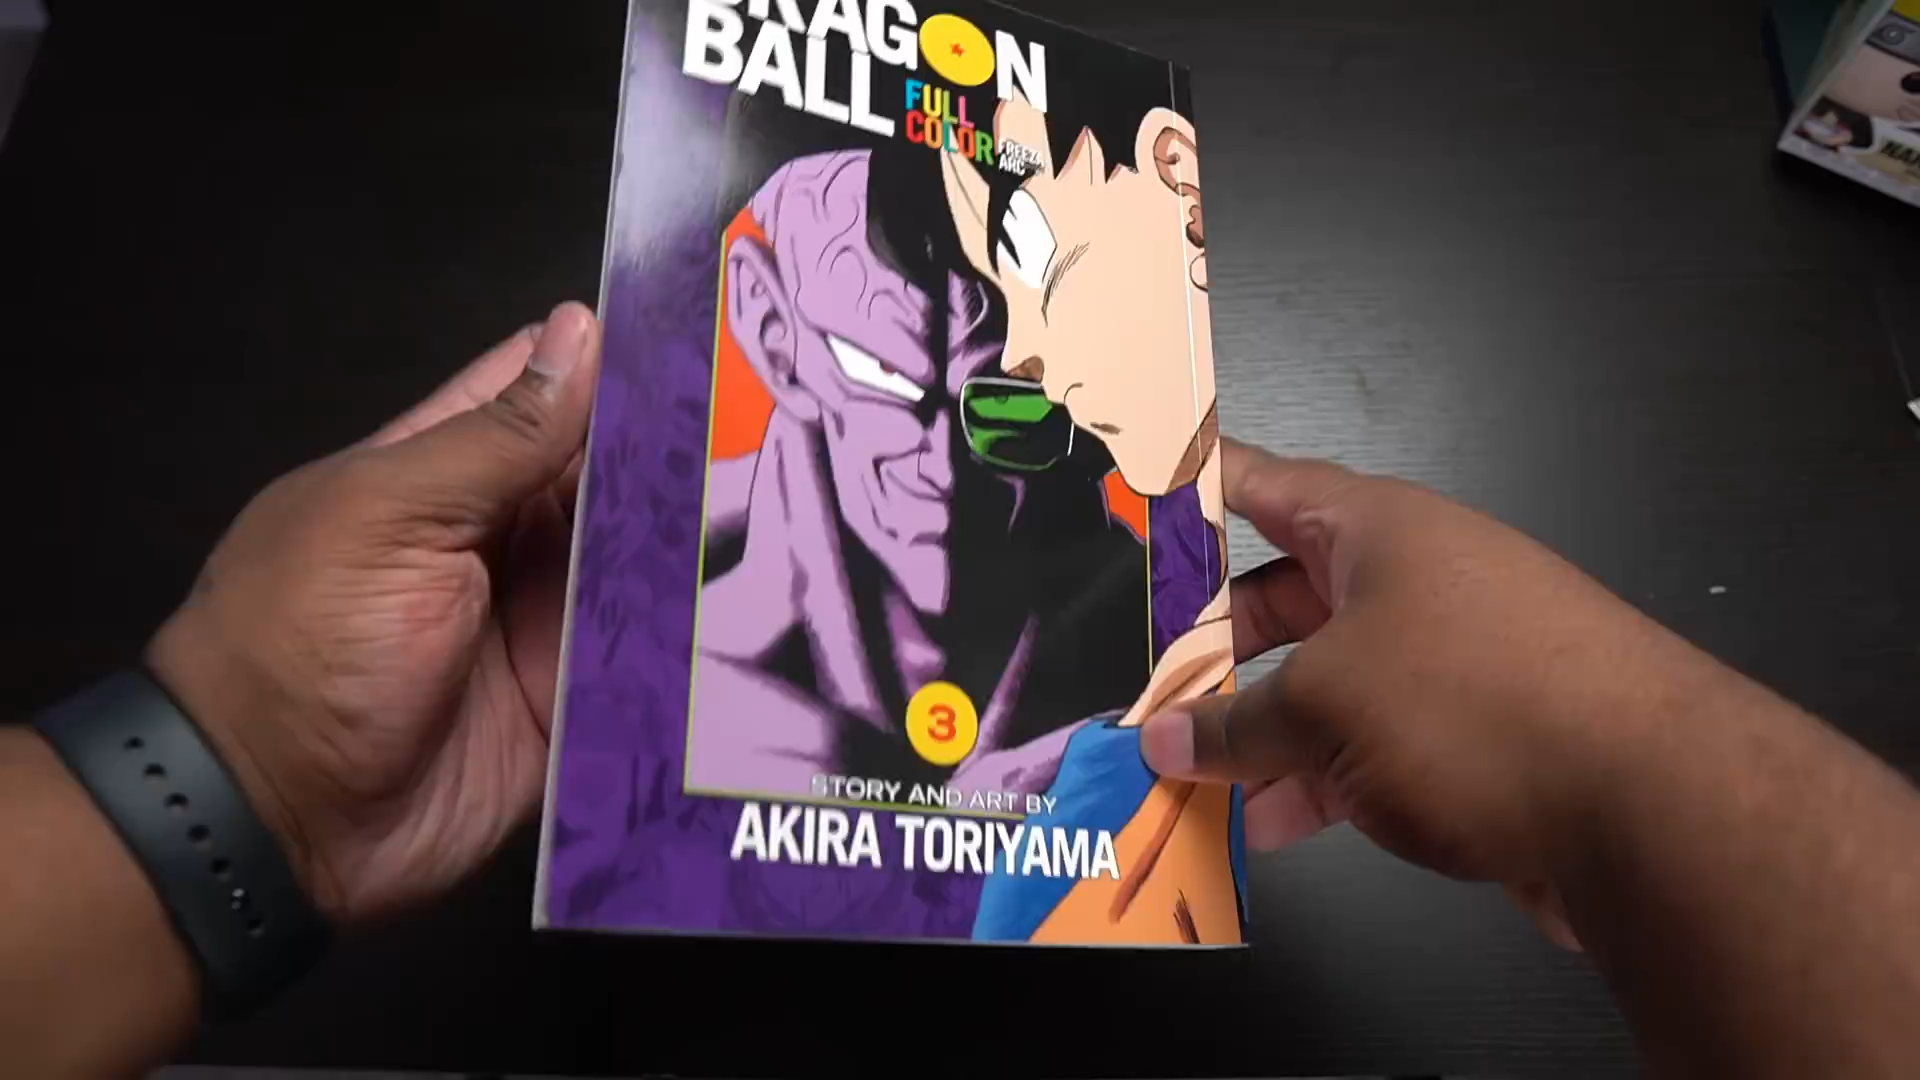 DRAGON
BALL
FULL
COLOR
FREEZA
ARC
3
STORY AND ART BY
AKIRA TORIYAMA